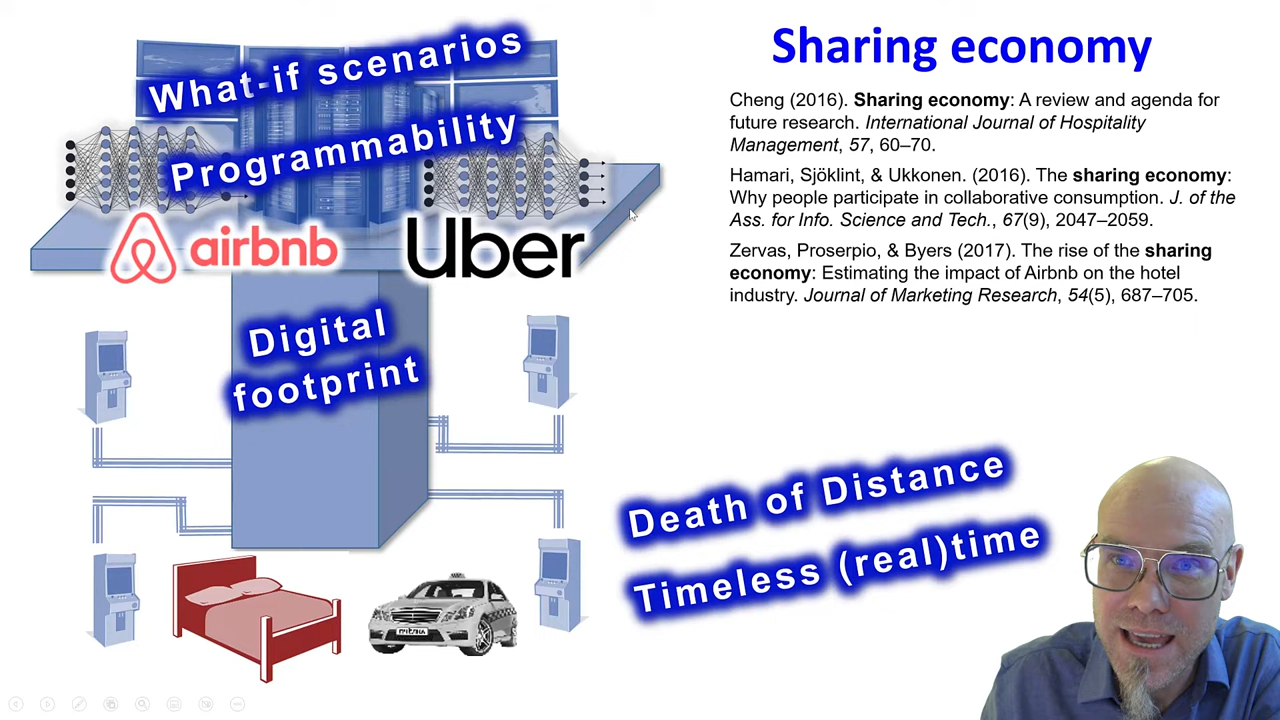 Sharing economy
What-if scenarios
Programmability
airbnb
Uber
Digital
footprint
Cheng (2016). Sharing economy: A review and agenda for
future research. International Journal of Hospitality
Management, 57, 60–70.
Hamari, Sjöklint, & Ukkonen. (2016). The sharing economy:
Why people participate in collaborative consumption. J. of the
Ass. for Info. Science and Tech., 67(9), 2047–2059.
Zervas, Proserpio, & Byers (2017). The rise of the sharing
economy: Estimating the impact of Airbnb on the hotel
industry. Journal of Marketing Research, 54(5), 687–705.
Death of Distance
Timeless (real)time